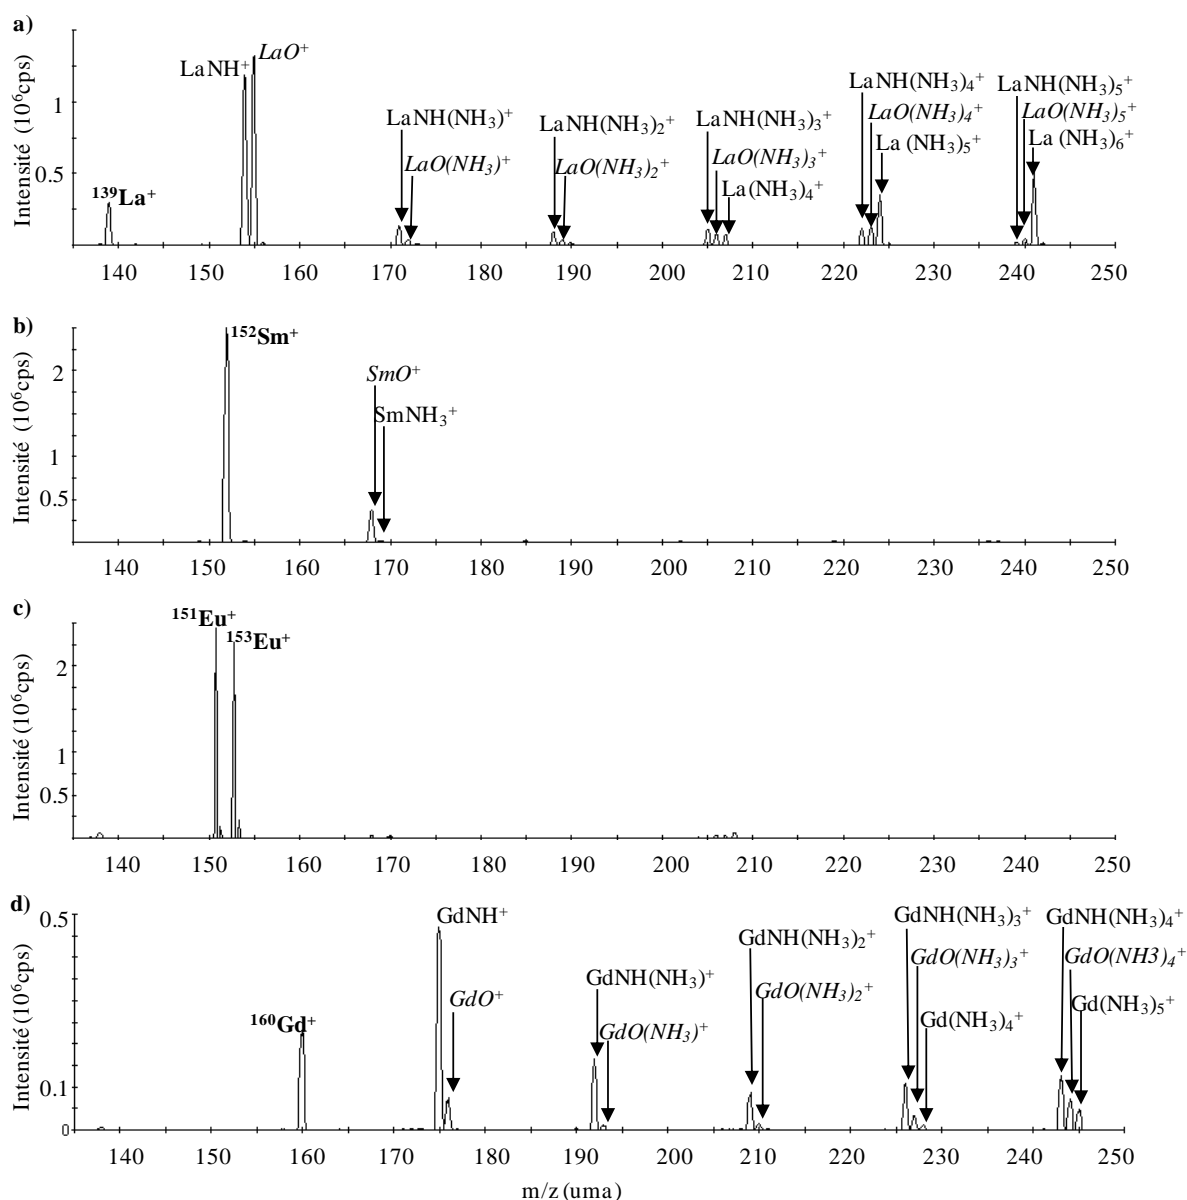 a)
Intensité (10⁶cps)
1
0.5
¹³⁹La⁺
LaNH⁺
LaO⁺
LaNH(NH₃)⁺
LaO(NH₃)⁺
LaNH(NH₃)₂⁺
LaO(NH₃)₂⁺
LaNH(NH₃)₃⁺
LaO(NH₃)₃⁺
La(NH₃)₄⁺
LaNH(NH₃)₄⁺
LaO(NH₃)₄⁺
La (NH₃)₅⁺
LaNH(NH₃)₅⁺
LaO(NH₃)₅⁺
La (NH₃)₆⁺
140 150 160 170 180 190 200 210 220 230 240 250
b)
Intensité (10⁶cps)
2
1
0.5
¹⁵²Sm⁺
SmO⁺
SmNH₃⁺
140 150 160 170 180 190 200 210 220 230 240 250
c)
Intensité (10⁶cps)
2
1
0.5
¹⁵¹Eu⁺
¹⁵³Eu⁺
140 150 160 170 180 190 200 210 220 230 240 250
d)
Intensité (10⁶cps)
0.5
0.1
0
¹⁶⁰Gd⁺
GdNH⁺
GdO⁺
GdNH(NH₃)⁺
GdO(NH₃)⁺
GdNH(NH₃)₂⁺
GdO(NH₃)₂⁺
GdNH(NH₃)₃⁺
GdO(NH₃)₃⁺
Gd(NH₃)₄⁺
GdNH(NH₃)₄⁺
GdO(NH3)₄⁺
Gd(NH₃)₅⁺
140 150 160 170 180 190 200 210 220 230 240 250
m/z (uma)